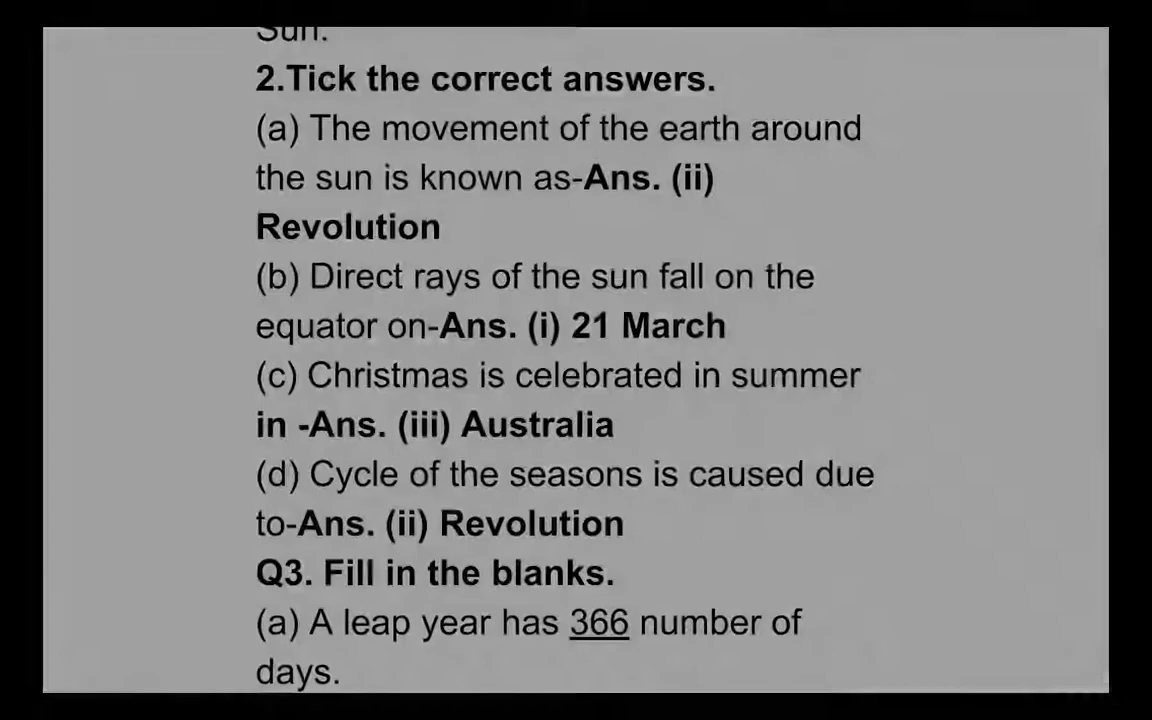 Sun.
2.Tick the correct answers.
(a) The movement of the earth around
the sun is known as-Ans. (ii)
Revolution
(b) Direct rays of the sun fall on the
equator on-Ans. (i) 21 March
(c) Christmas is celebrated in summer
in -Ans. (iii) Australia
(d) Cycle of the seasons is caused due
to-Ans. (ii) Revolution
Q3. Fill in the blanks.
(a) A leap year has 366 number of
days.